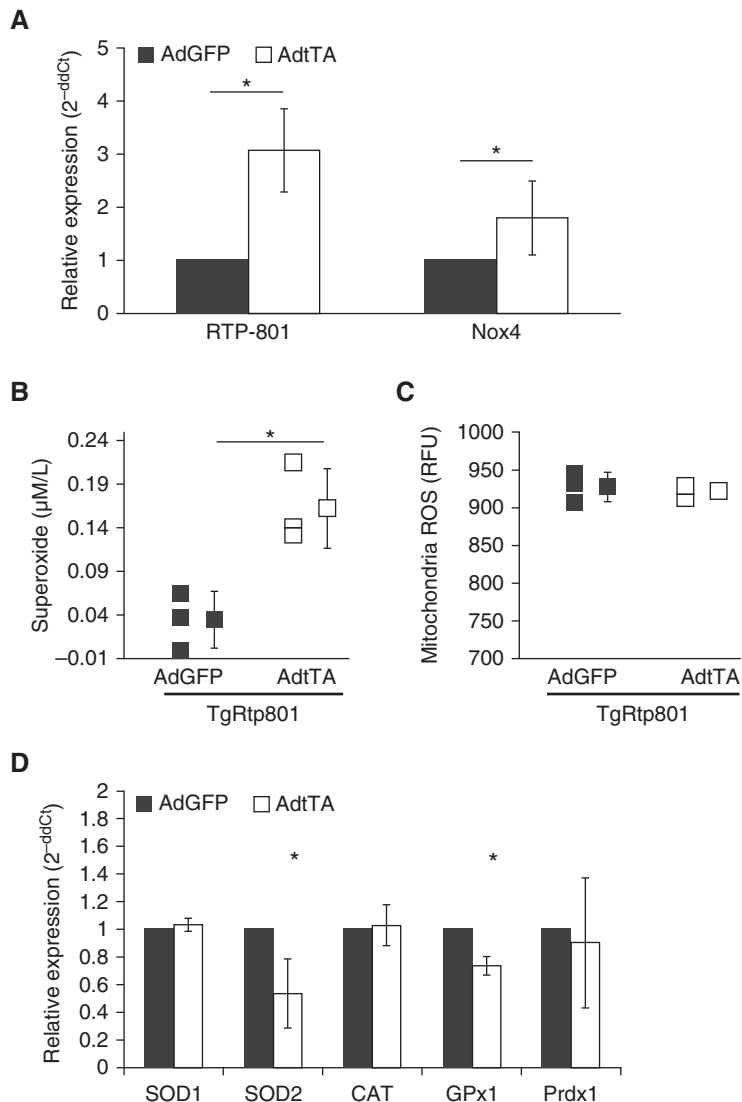 A
Relative expression (2–ddCt)
5
4
3
2
1
0
AdGFP AdtTA
*
*
RTP-801 Nox4
B
Superoxide (μM/L)
0.24
0.19
0.14
0.09
0.04
–0.01
*
AdGFP AdtTA
TgRtp801
C
Mitochondria ROS (RFU)
1000
950
900
850
800
750
700
AdGFP AdtTA
TgRtp801
D
Relative expression (2–ddCt)
2
1.8
1.6
1.4
1.2
1
0.8
0.6
0.4
0.2
0
AdGFP AdtTA
*
*
SOD1 SOD2 CAT GPx1 Prdx1